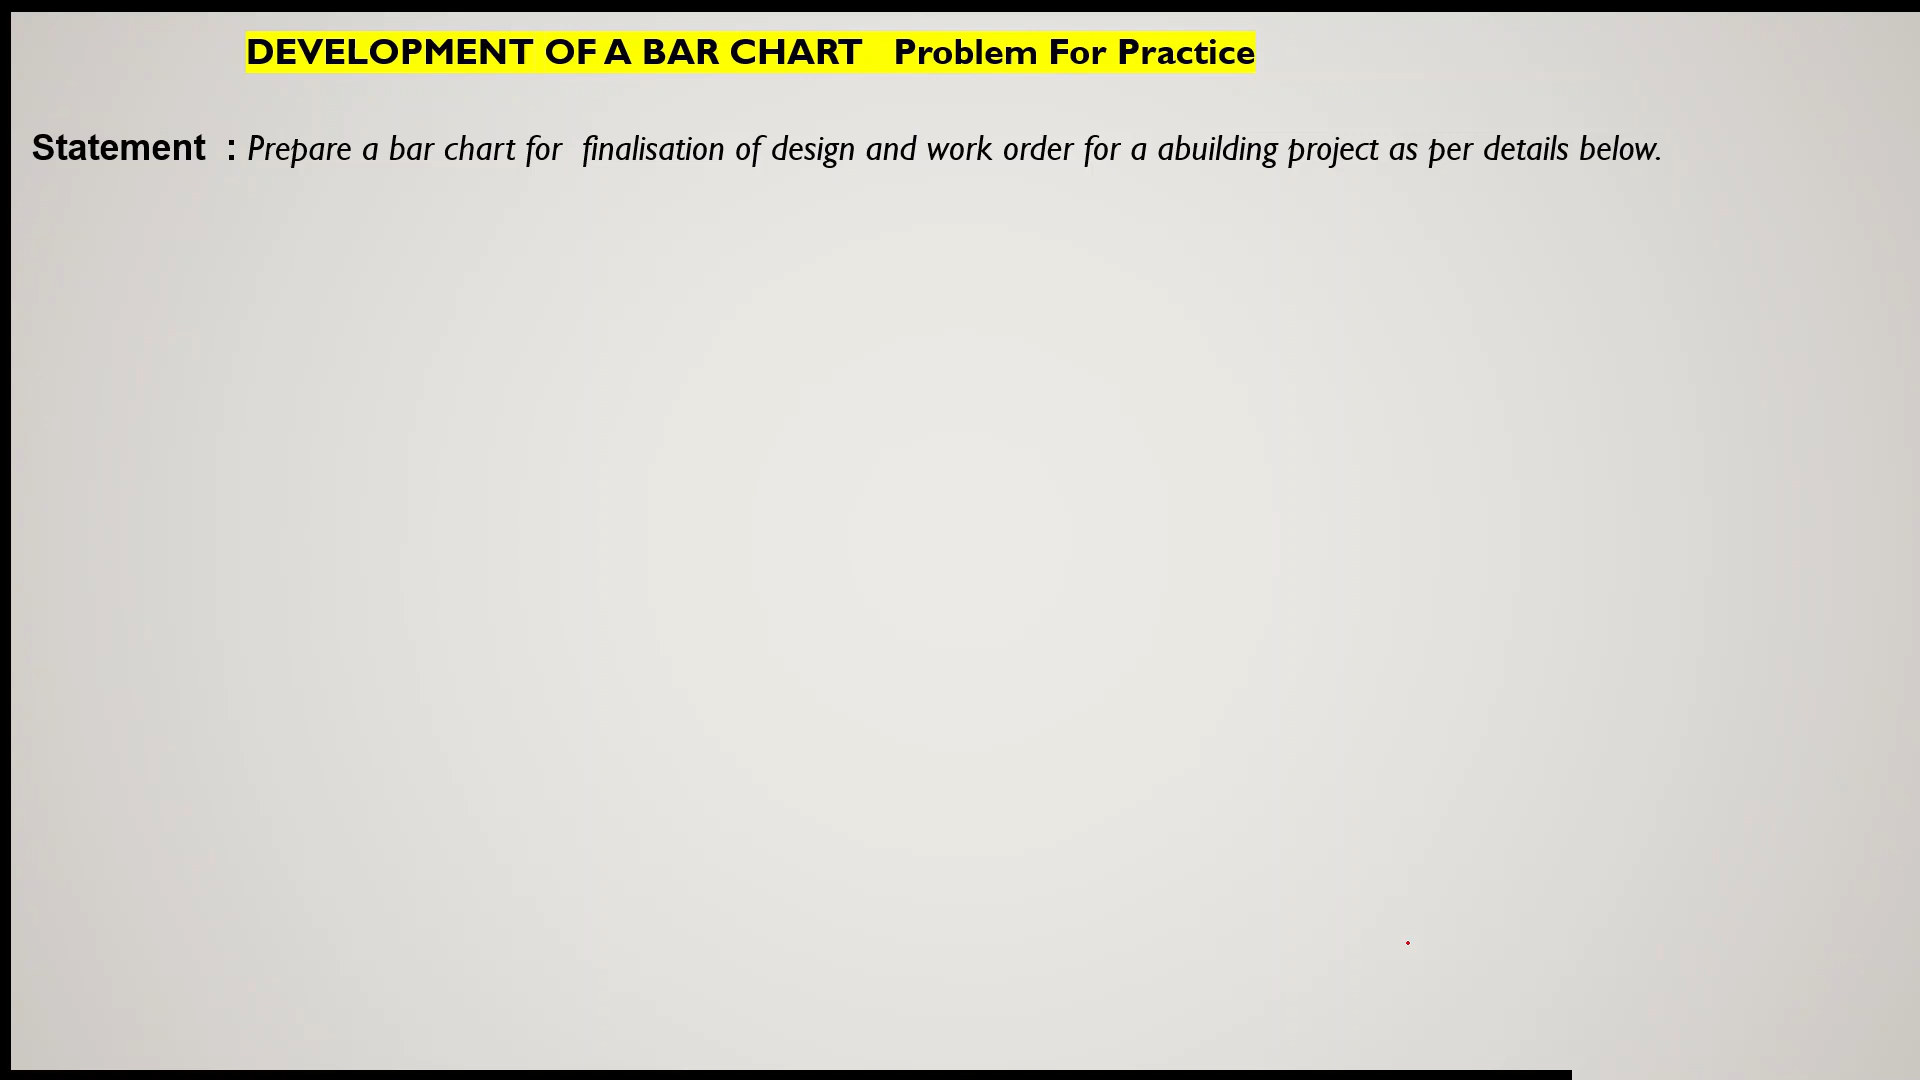 DEVELOPMENT OF A BAR CHART   Problem For Practice
Statement  : Prepare a bar chart for  finalisation of design and work order for a abuilding project as per details below.